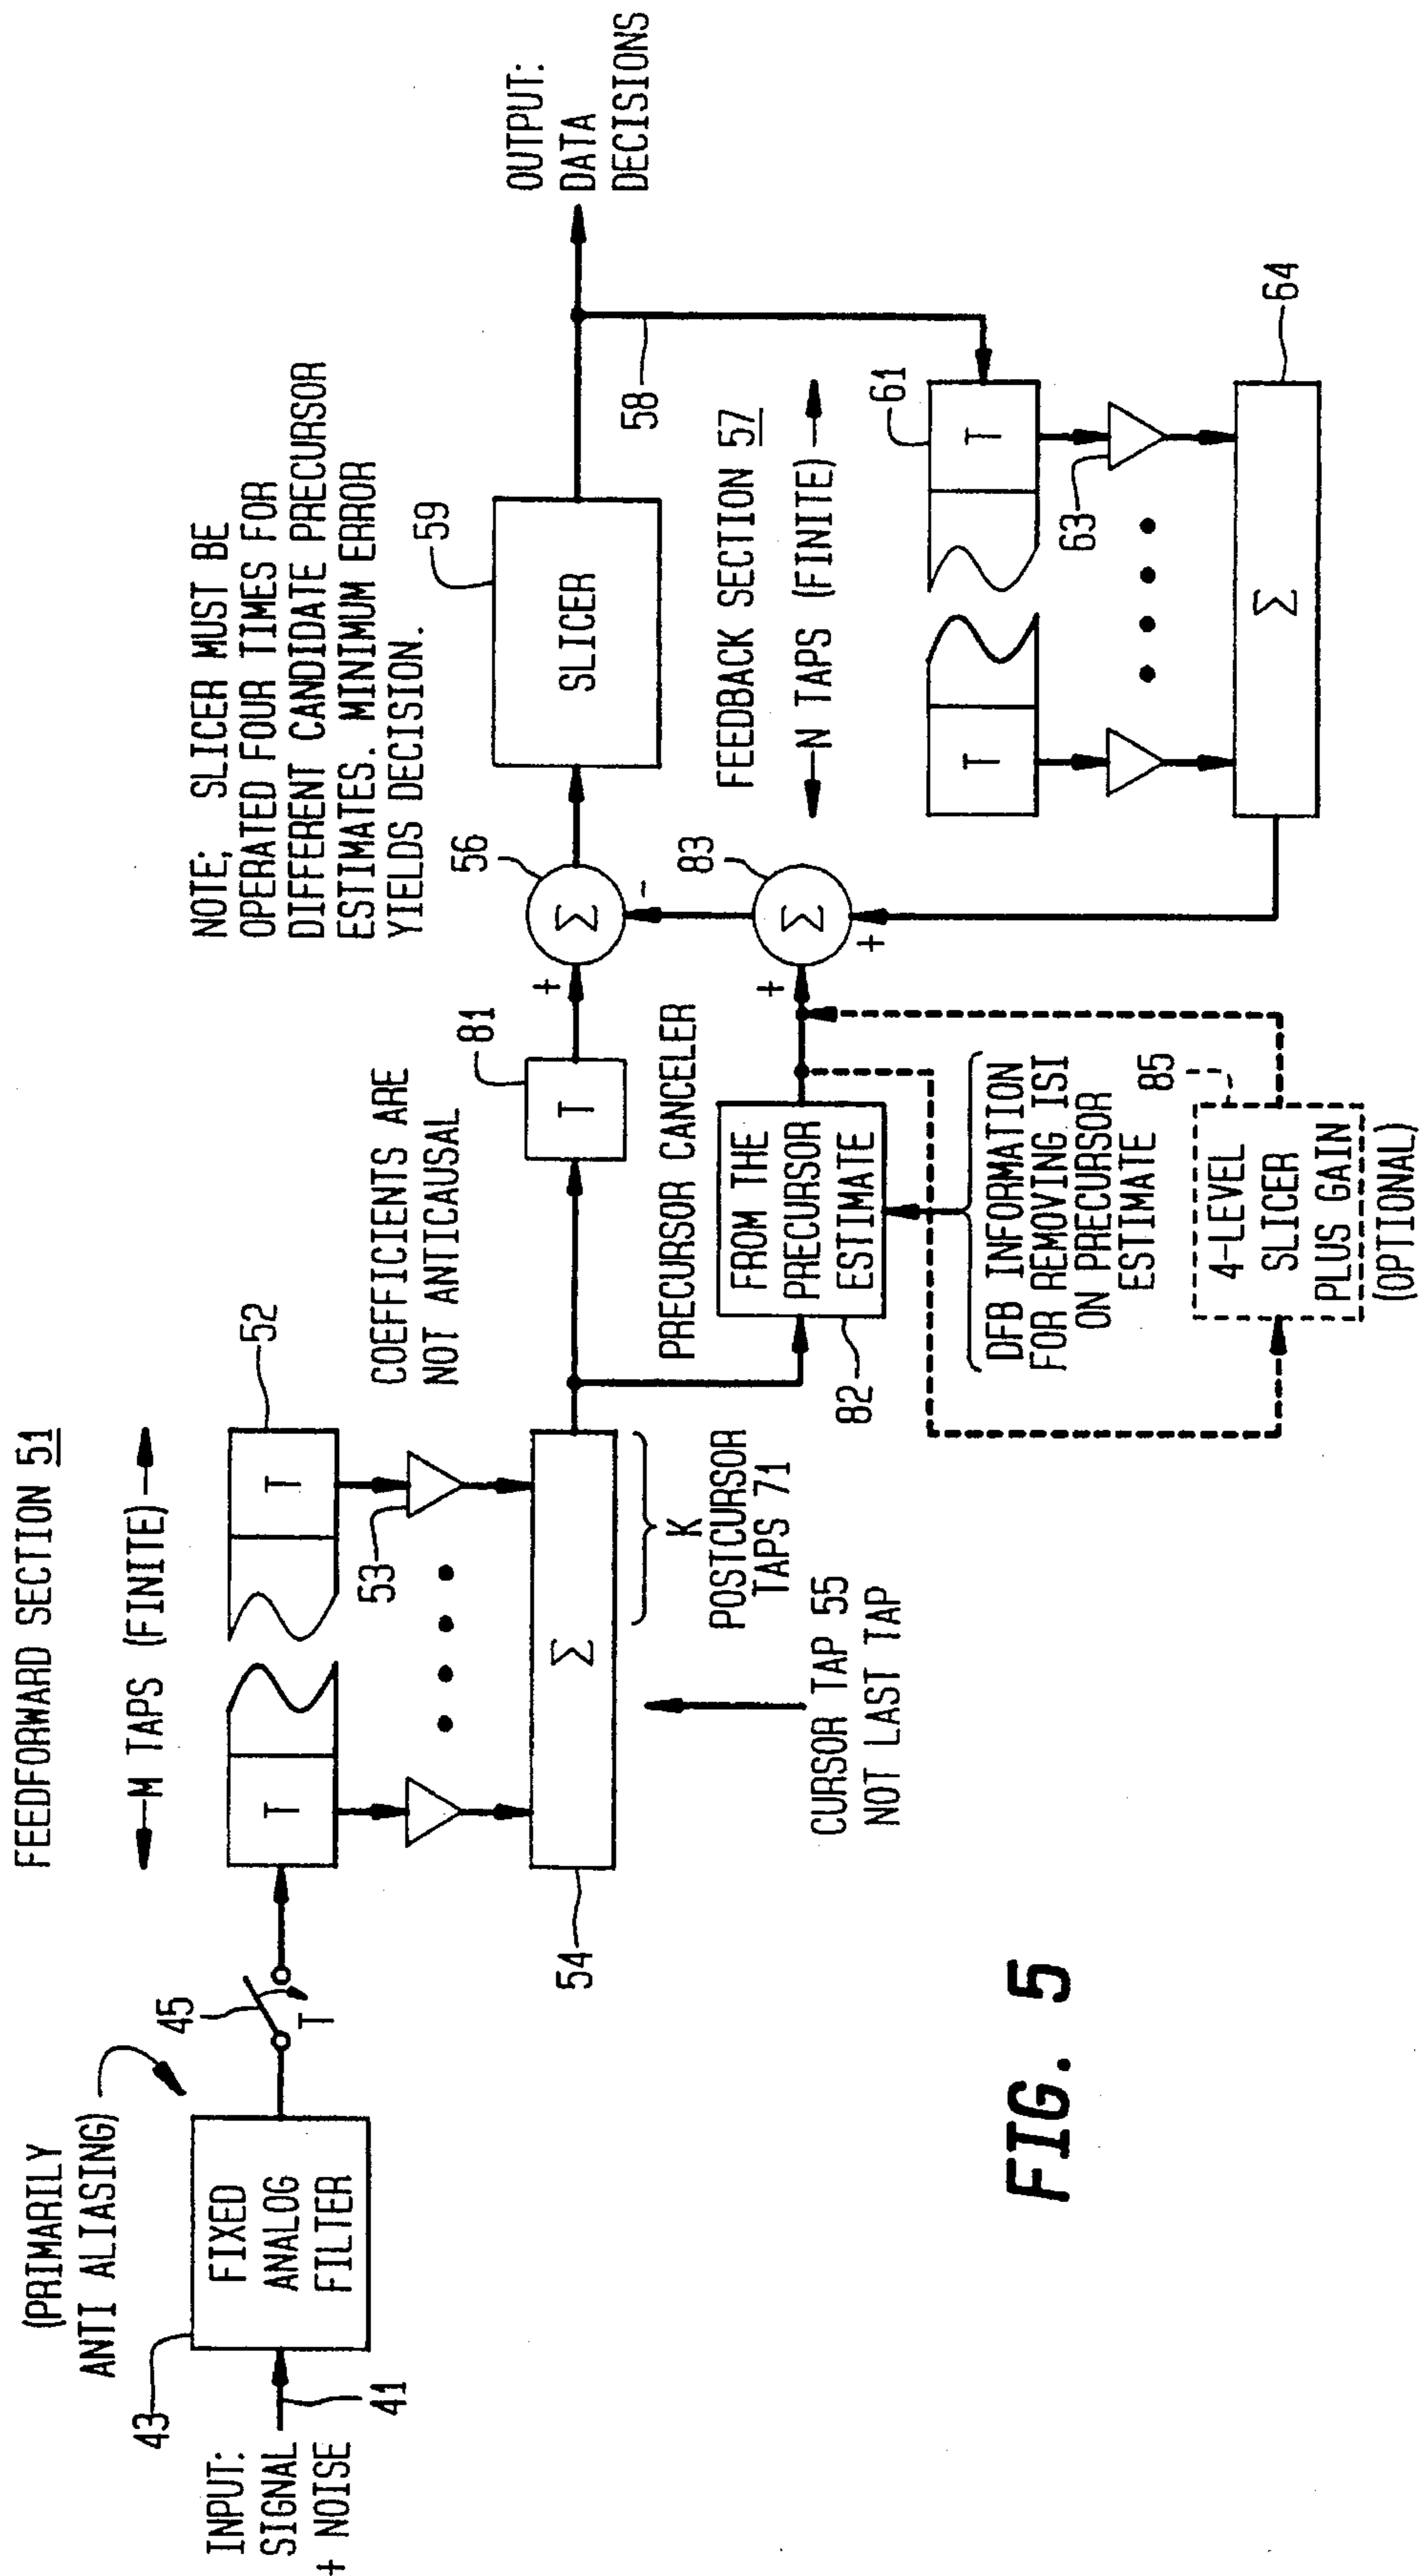 INPUT:
SIGNAL
+ NOISE
41
43
FIXED
ANALOG
FILTER
(PRIMARILY
ANTI ALIASING)
45
T
FEEDFORWARD SECTION 51
M TAPS (FINITE)
T
T
52
53
Σ
54
CURSOR TAP 55
NOT LAST TAP
K
POSTCURSOR
TAPS 71
COEFFICIENTS ARE
NOT ANTICAUSAL
T
81
+
Σ
56
-
PRECURSOR CANCELER
FROM THE
PRECURSOR
ESTIMATE
82
+
Σ
83
+
DFB INFORMATION
FOR REMOVING ISI
ON PRECURSOR
ESTIMATE
85
4-LEVEL
SLICER
PLUS GAIN
(OPTIONAL)
NOTE; SLICER MUST BE
OPERATED FOUR TIMES FOR
DIFFERENT CANDIDATE PRECURSOR
ESTIMATES. MINIMUM ERROR
YIELDS DECISION.
SLICER
59
OUTPUT:
DATA
DECISIONS
58
FEEDBACK SECTION 57
N TAPS (FINITE)
T
T
61
63
Σ
64
FIG. 5